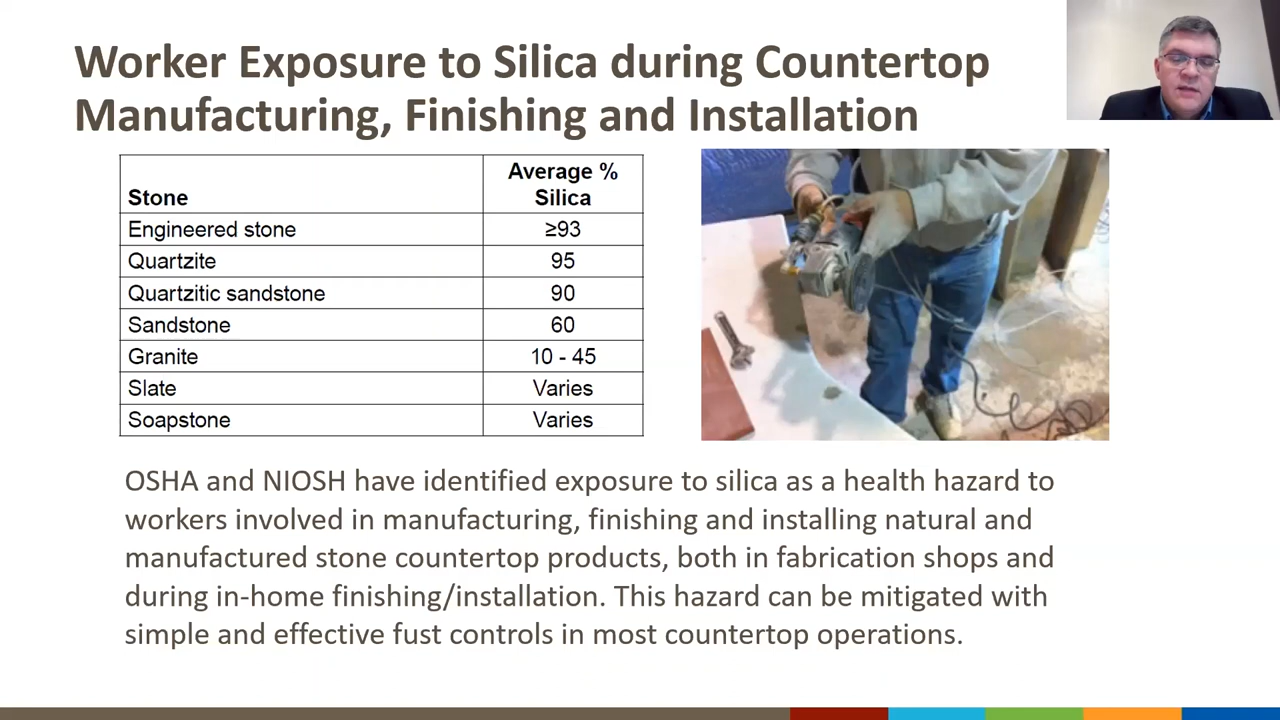 Worker Exposure to Silica during Countertop
Manufacturing, Finishing and Installation
Stone Average % Silica
Engineered stone ≥93
Quartzite 95
Quartzitic sandstone 90
Sandstone 60
Granite 10 - 45
Slate Varies
Soapstone Varies
OSHA and NIOSH have identified exposure to silica as a health hazard to
workers involved in manufacturing, finishing and installing natural and
manufactured stone countertop products, both in fabrication shops and
during in-home finishing/installation. This hazard can be mitigated with
simple and effective fust controls in most countertop operations.